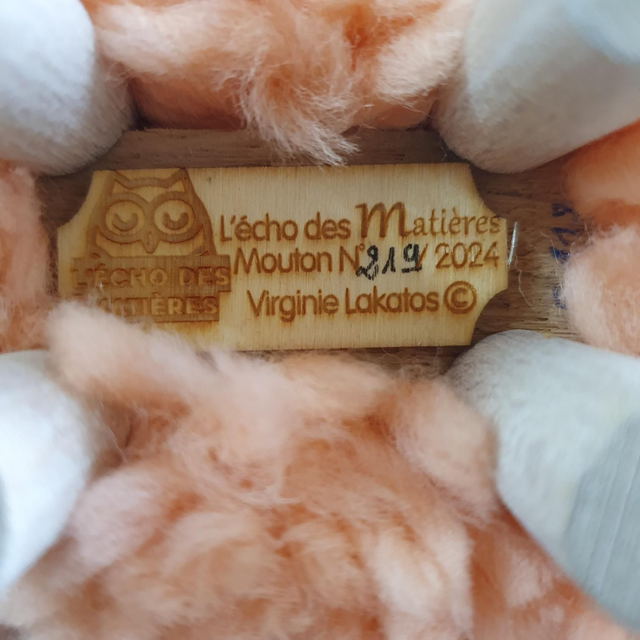 L'écho des Matières
Mouton N° 219 / 2024
Virginie Lakatos ©
L'ÉCHO DES
MATIÈRES